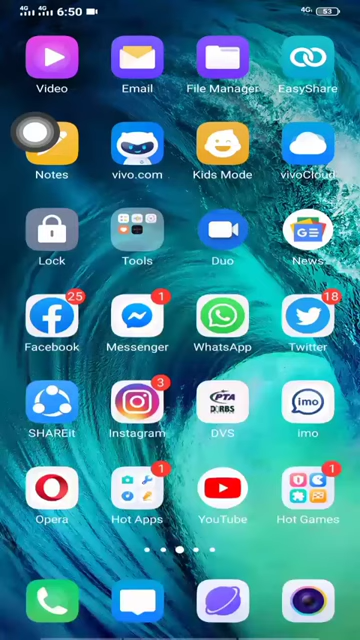 4G 4G 6:50 4G 53
Video Email File Manager EasyShare
Notes vivo.com Kids Mode vivoCloud
Lock Tools Duo News
25 1 18
Facebook Messenger WhatsApp Twitter
3 PTA DIRBS imo
SHAREit Instagram DVS imo
1 1
Opera Hot Apps YouTube Hot Games